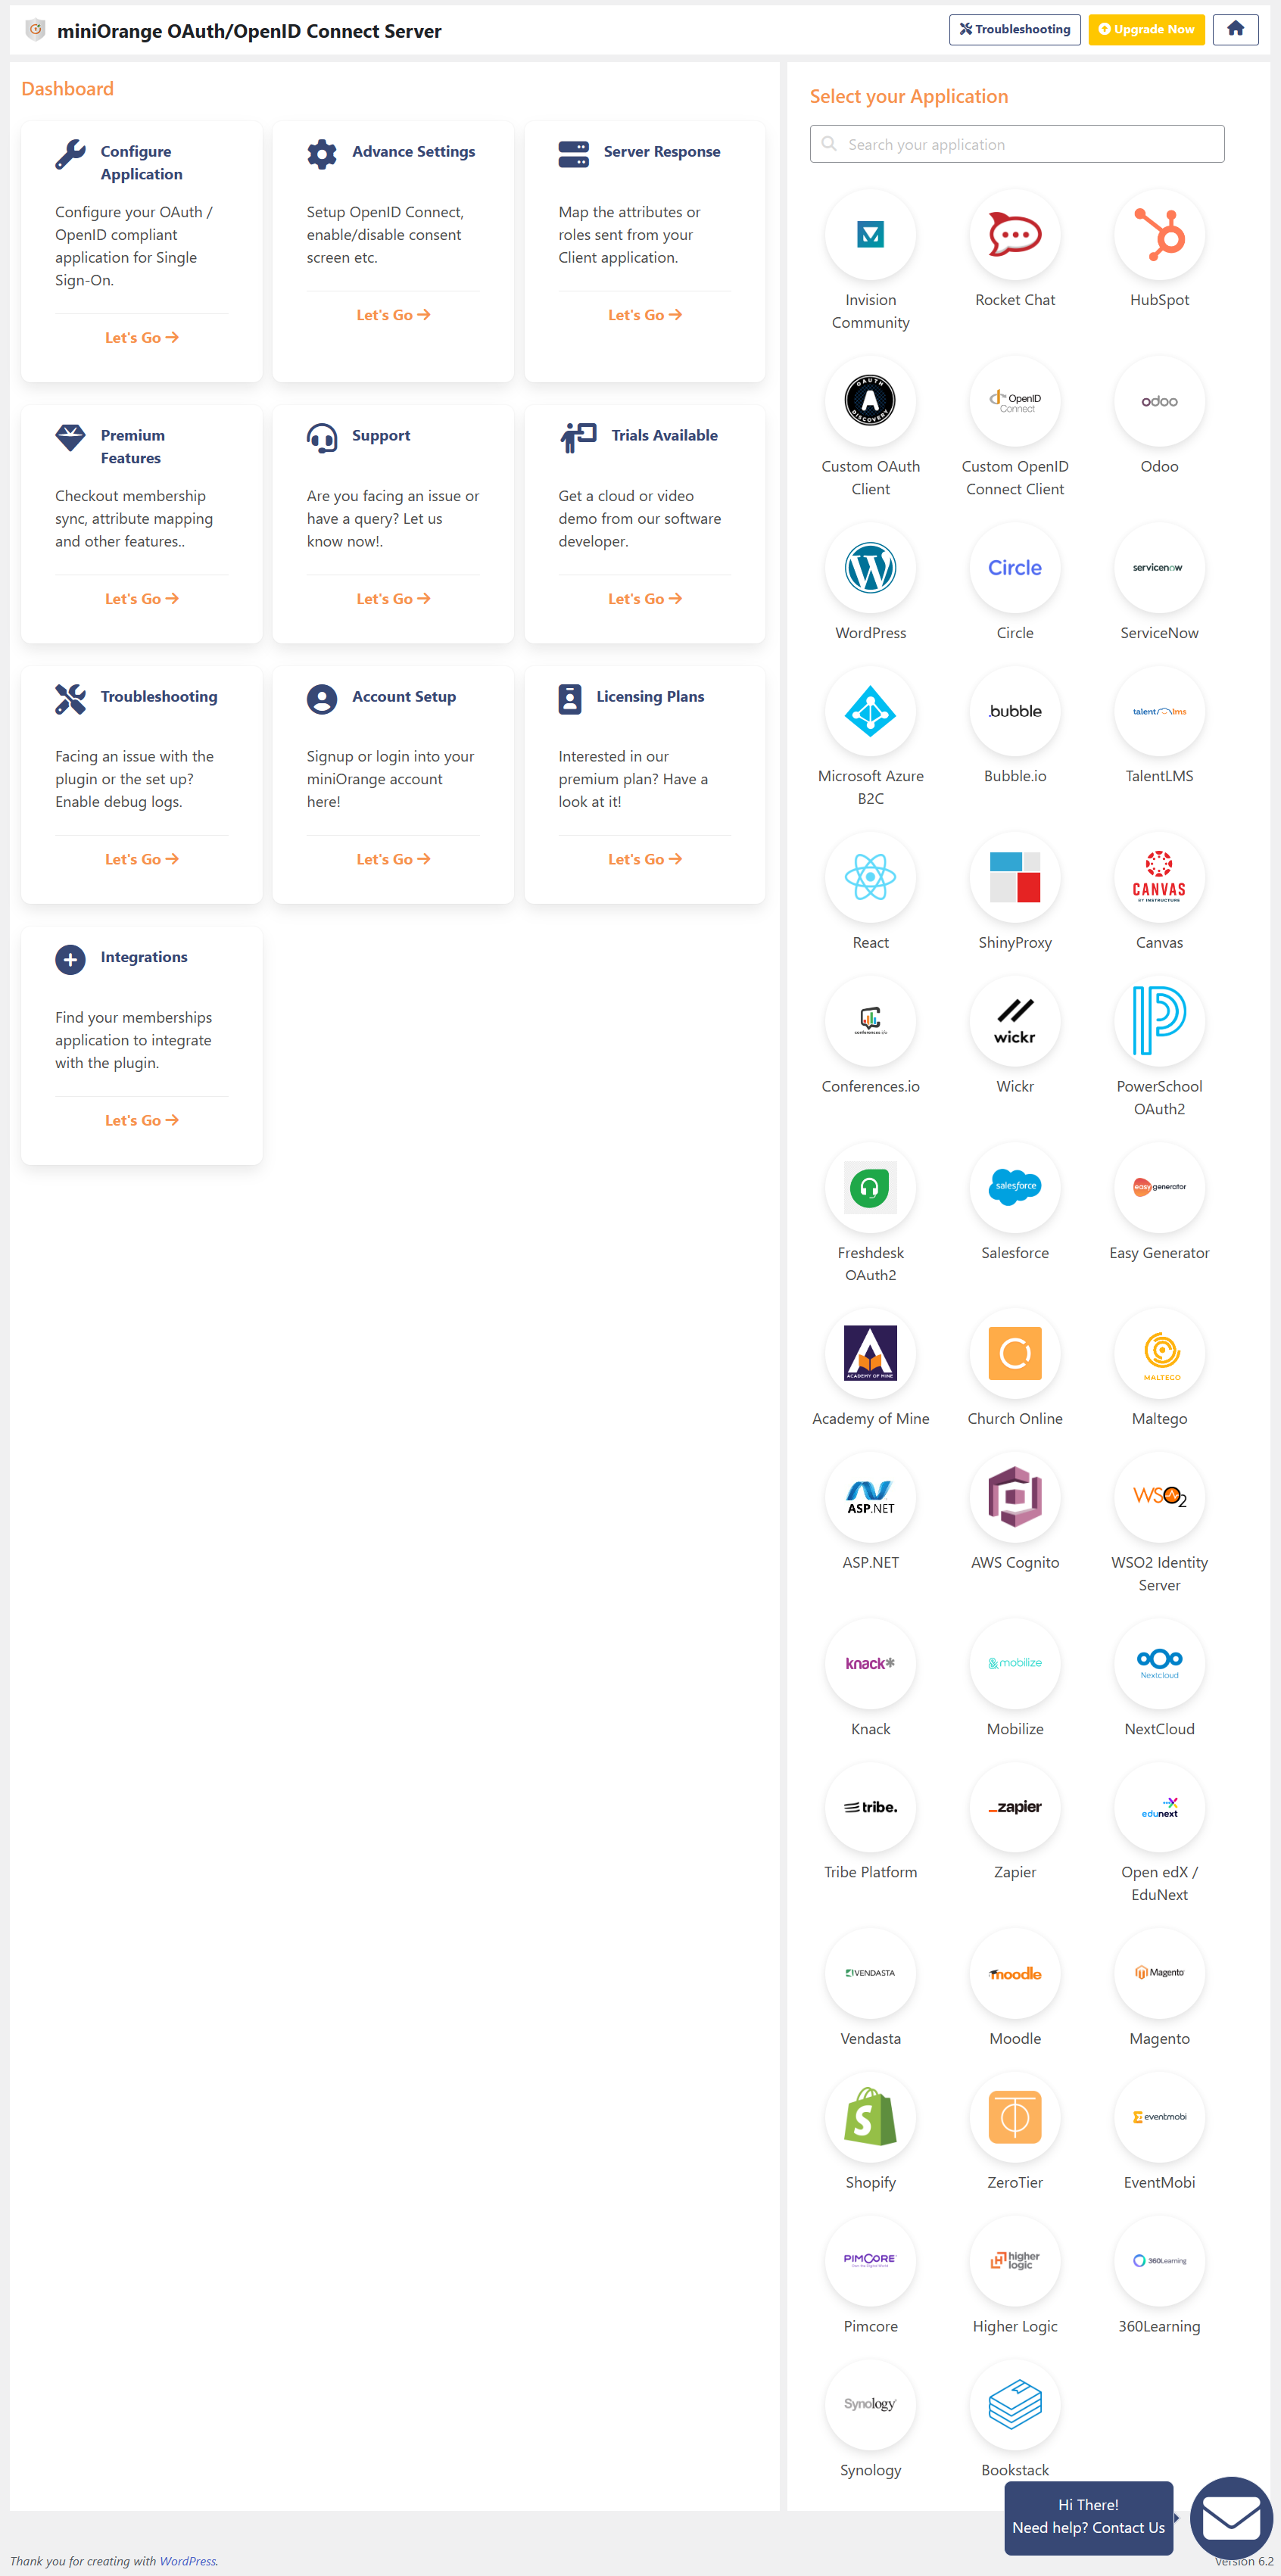 miniOrange OAuth/OpenID Connect Server
Troubleshooting
Upgrade Now
Dashboard
Configure
Application
Configure your OAuth /
OpenID compliant
application for Single
Sign-On.
Let's Go
Advance Settings
Setup OpenID Connect,
enable/disable consent
screen etc.
Let's Go
Server Response
Map the attributes or
roles sent from your
Client application.
Let's Go
Premium
Features
Checkout membership
sync, attribute mapping
and other features..
Let's Go
Support
Are you facing an issue or
have a query? Let us
know now!.
Let's Go
Trials Available
Get a cloud or video
demo from our software
developer.
Let's Go
Troubleshooting
Facing an issue with the
plugin or the set up?
Enable debug logs.
Let's Go
Account Setup
Signup or login into your
miniOrange account
here!
Let's Go
Licensing Plans
Interested in our
premium plan? Have a
look at it!
Let's Go
Integrations
Find your memberships
application to integrate
with the plugin.
Let's Go
Select your Application
Search your application
Invision
Community
Rocket Chat
HubSpot
OAUTH
A
DISCOVERY
Custom OAuth
Client
OpenID
Connect
Custom OpenID
Connect Client
odoo
Odoo
WordPress
Circle
Circle
servicenow
ServiceNow
Microsoft Azure
B2C
.bubble
Bubble.io
talent lms
TalentLMS
React
ShinyProxy
CANVAS
BY INSTRUCTURE
Canvas
conferences i/o
Conferences.io
wickr
Wickr
PowerSchool
OAuth2
Freshdesk
OAuth2
salesforce
Salesforce
easygenerator
Easy Generator
ACADEMY OF MINE
Academy of Mine
Church Online
MALTEGO
Maltego
ASP.NET
ASP.NET
AWS Cognito
WSO2
WSO2 Identity
Server
knack*
Knack
mobilize
Mobilize
Nextcloud
NextCloud
tribe.
Tribe Platform
_zapier
Zapier
edunext
Open edX /
EduNext
VENDASTA
Vendasta
moodle
Moodle
Magento
Magento
Shopify
ZeroTier
eventmobi
EventMobi
PIMCORE
Pimcore
higher
logic
Higher Logic
360Learning
360Learning
Synology
Synology
Bookstack
Hi There!
Need help? Contact Us
Thank you for creating with WordPress.
Version 6.2